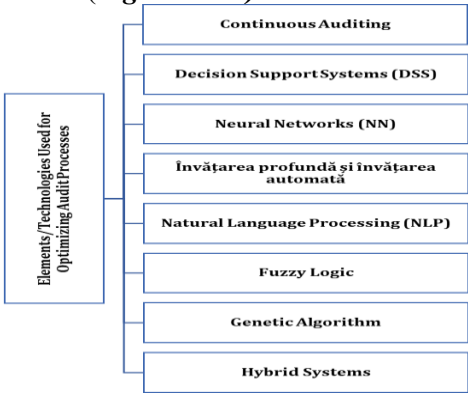 Continuous Auditing
Decision Support Systems (DSS)
Neural Networks (NN)
Învățarea profundă și învățarea
automată
Natural Language Processing (NLP)
Fuzzy Logic
Genetic Algorithm
Hybrid Systems
Elements/Technologies Used for
Optimizing Audit Processes